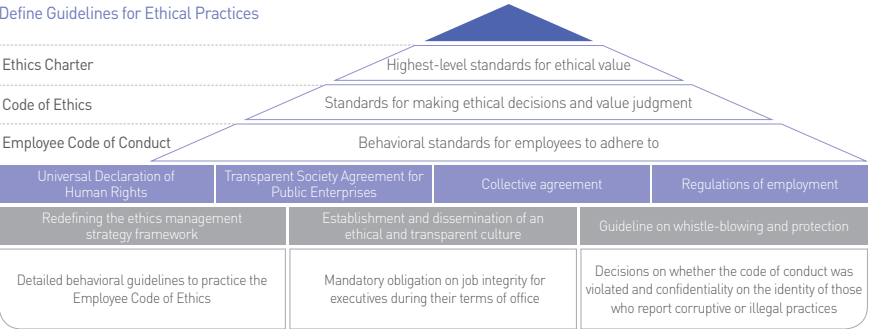 Define Guidelines for Ethical Practices
Ethics Charter
Highest-level standards for ethical value
Code of Ethics
Standards for making ethical decisions and value judgment
Employee Code of Conduct
Behavioral standards for employees to adhere to
Universal Declaration of
Human Rights
Transparent Society Agreement for
Public Enterprises
Collective agreement
Regulations of employment
Redefining the ethics management
strategy framework
Establishment and dissemination of an
ethical and transparent culture
Guideline on whistle-blowing and protection
Detailed behavioral guidelines to practice the
Employee Code of Ethics
Mandatory obligation on job integrity for
executives during their terms of office
Decisions on whether the code of conduct was
violated and confidentiality on the identity of those
who report corruptive or illegal practices